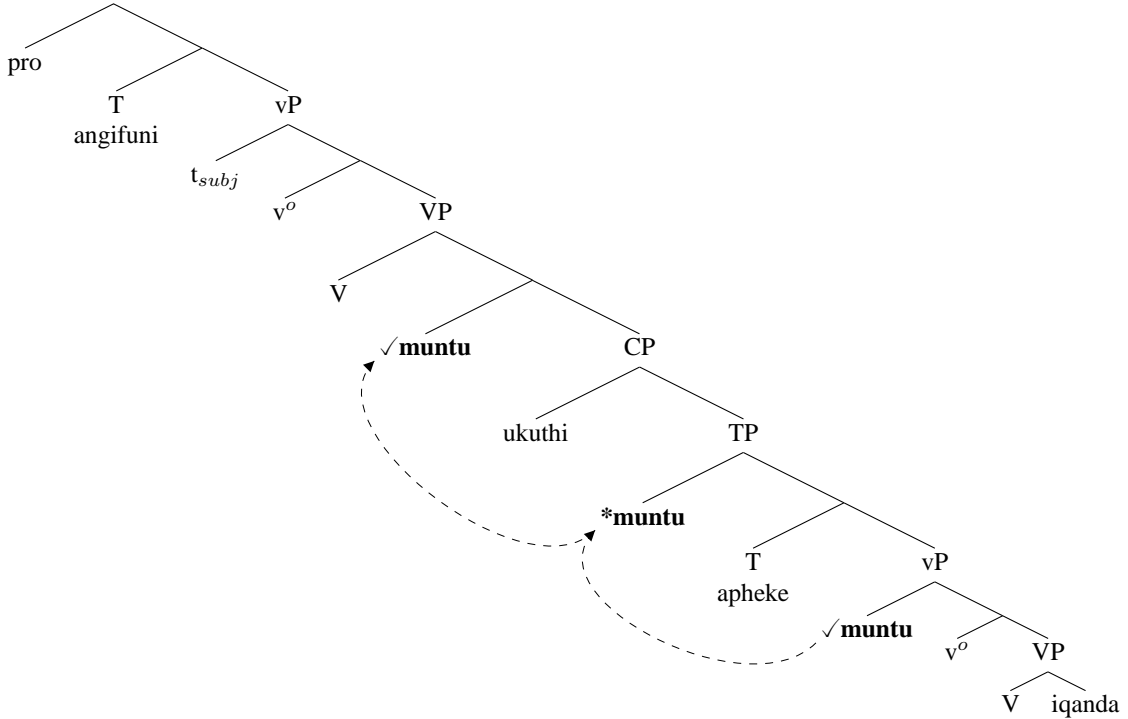 pro
T
angifuni
vP
t_subj
v^o
VP
V
✓muntu
CP
ukuthi
TP
*muntu
T
apheke
vP
✓muntu
v^o
VP
V iqanda